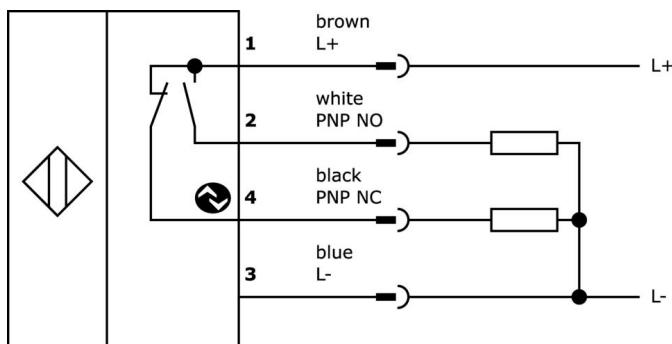 brown
1 L+
L+
white
2 PNP NO
black
4 PNP NC
blue
3 L-
L-